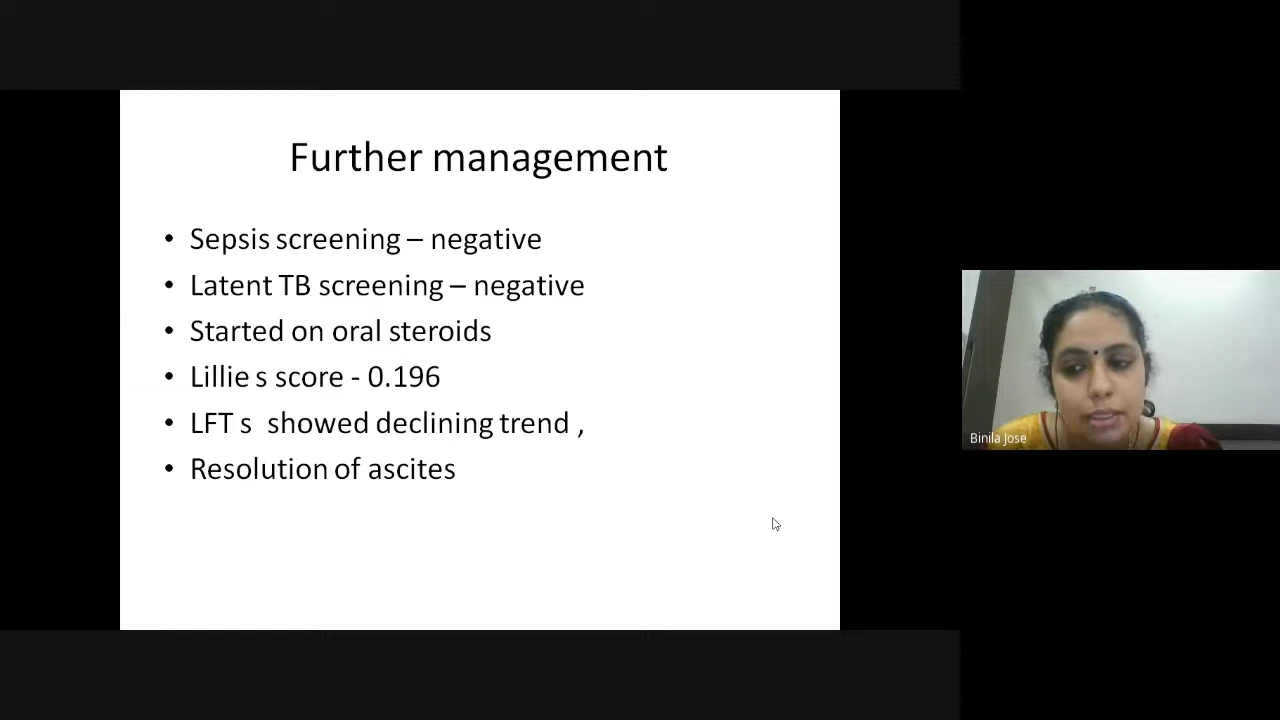 Further management
• Sepsis screening – negative
• Latent TB screening – negative
• Started on oral steroids
• Lillie s score - 0.196
• LFT s  showed declining trend ,
• Resolution of ascites
Binila Jose